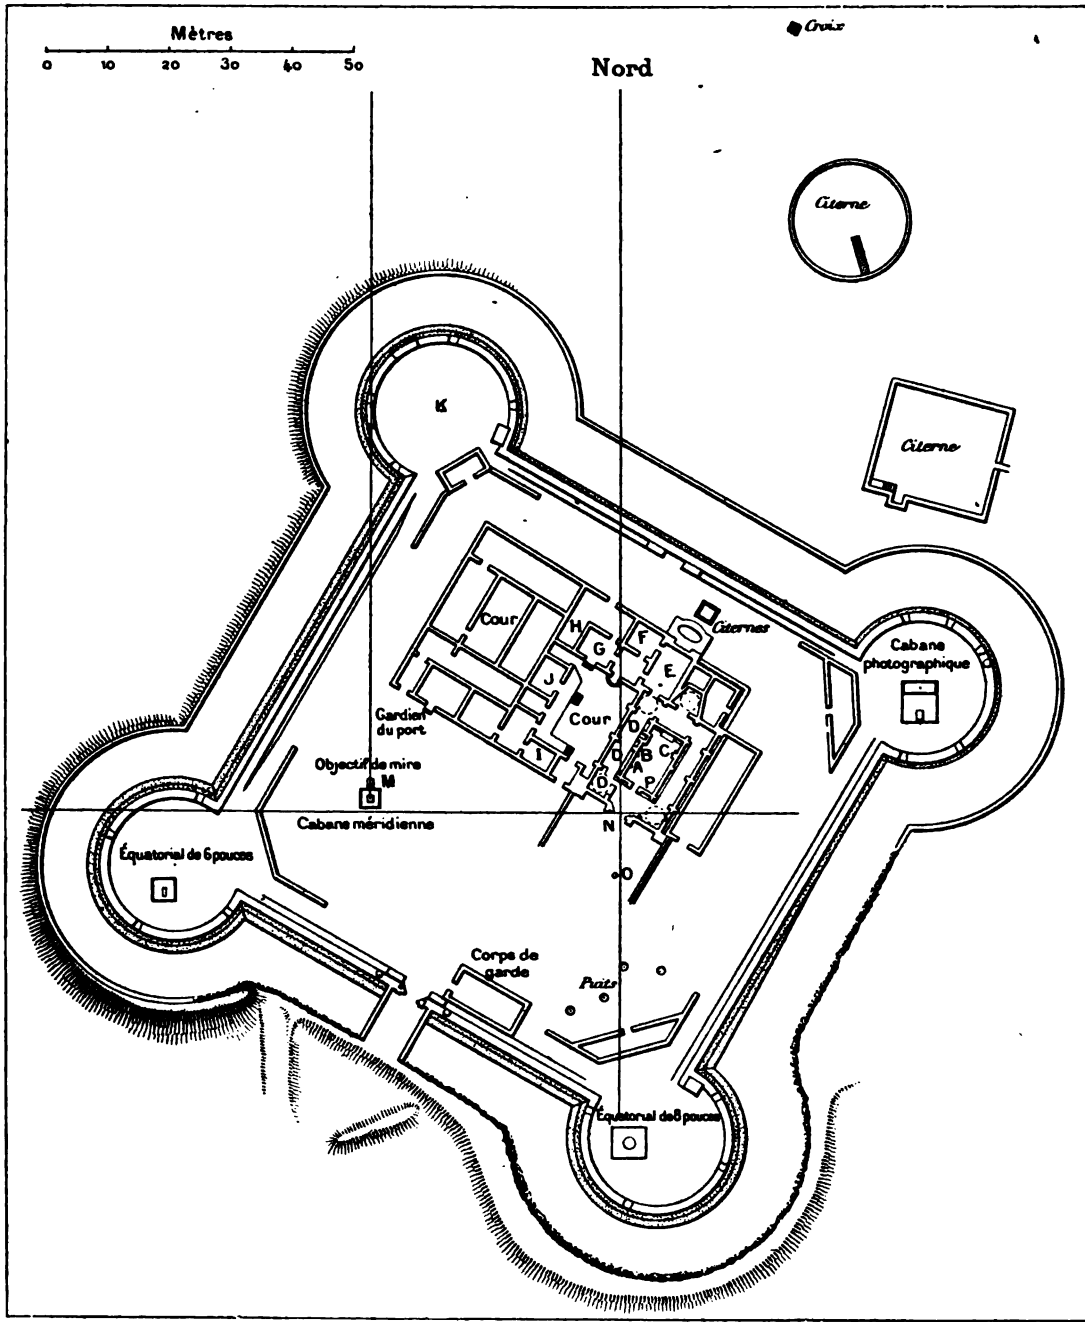 Croix
Mètres
0 10 20 30 40 50
Nord
Citerne
K
Citerne
Citernes
Cour
H
F
G
E
J
Cabane
photographique
Gardien
du port
Cour
D
C
B
D
A
I
P
D
Objectif de mire
M
Cabane méridienne
N
Équatorial de 6 pouces
O
Corps de
garde
Puits
Équatorial de 8 pouces